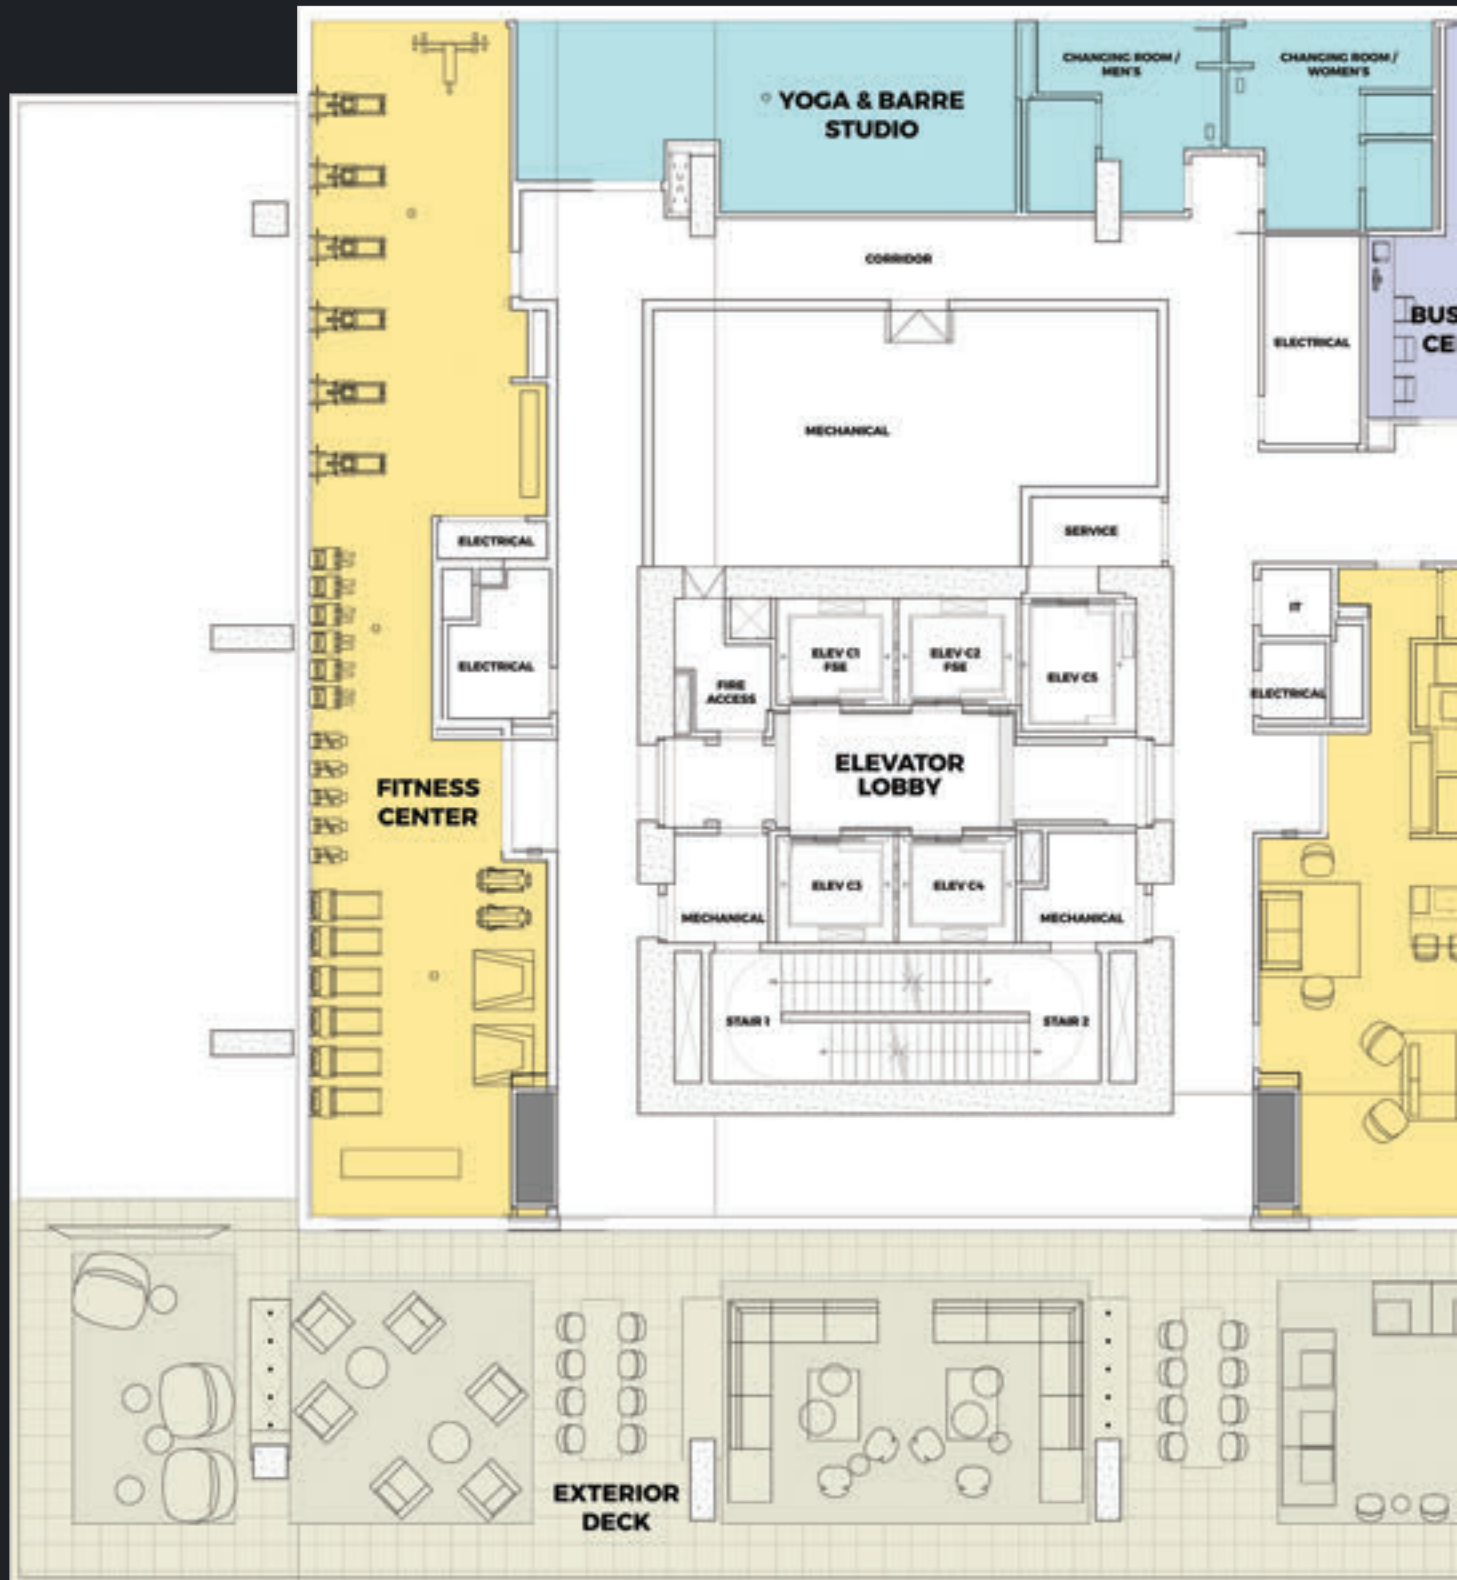 CHANGING ROOM /
MEN'S
CHANGING ROOM /
WOMEN'S
YOGA & BARRE
STUDIO
CORRIDOR
BUS
CE
ELECTRICAL
MECHANICAL
SERVICE
ELECTRICAL
ELECTRICAL
IT
ELECTRICAL
ELEV C1
FSE
ELEV C2
FSE
ELEV C5
FIRE
ACCESS
ELEVATOR
LOBBY
FITNESS
CENTER
ELEV C3
ELEV C4
MECHANICAL
MECHANICAL
STAIR 1
STAIR 2
EXTERIOR
DECK